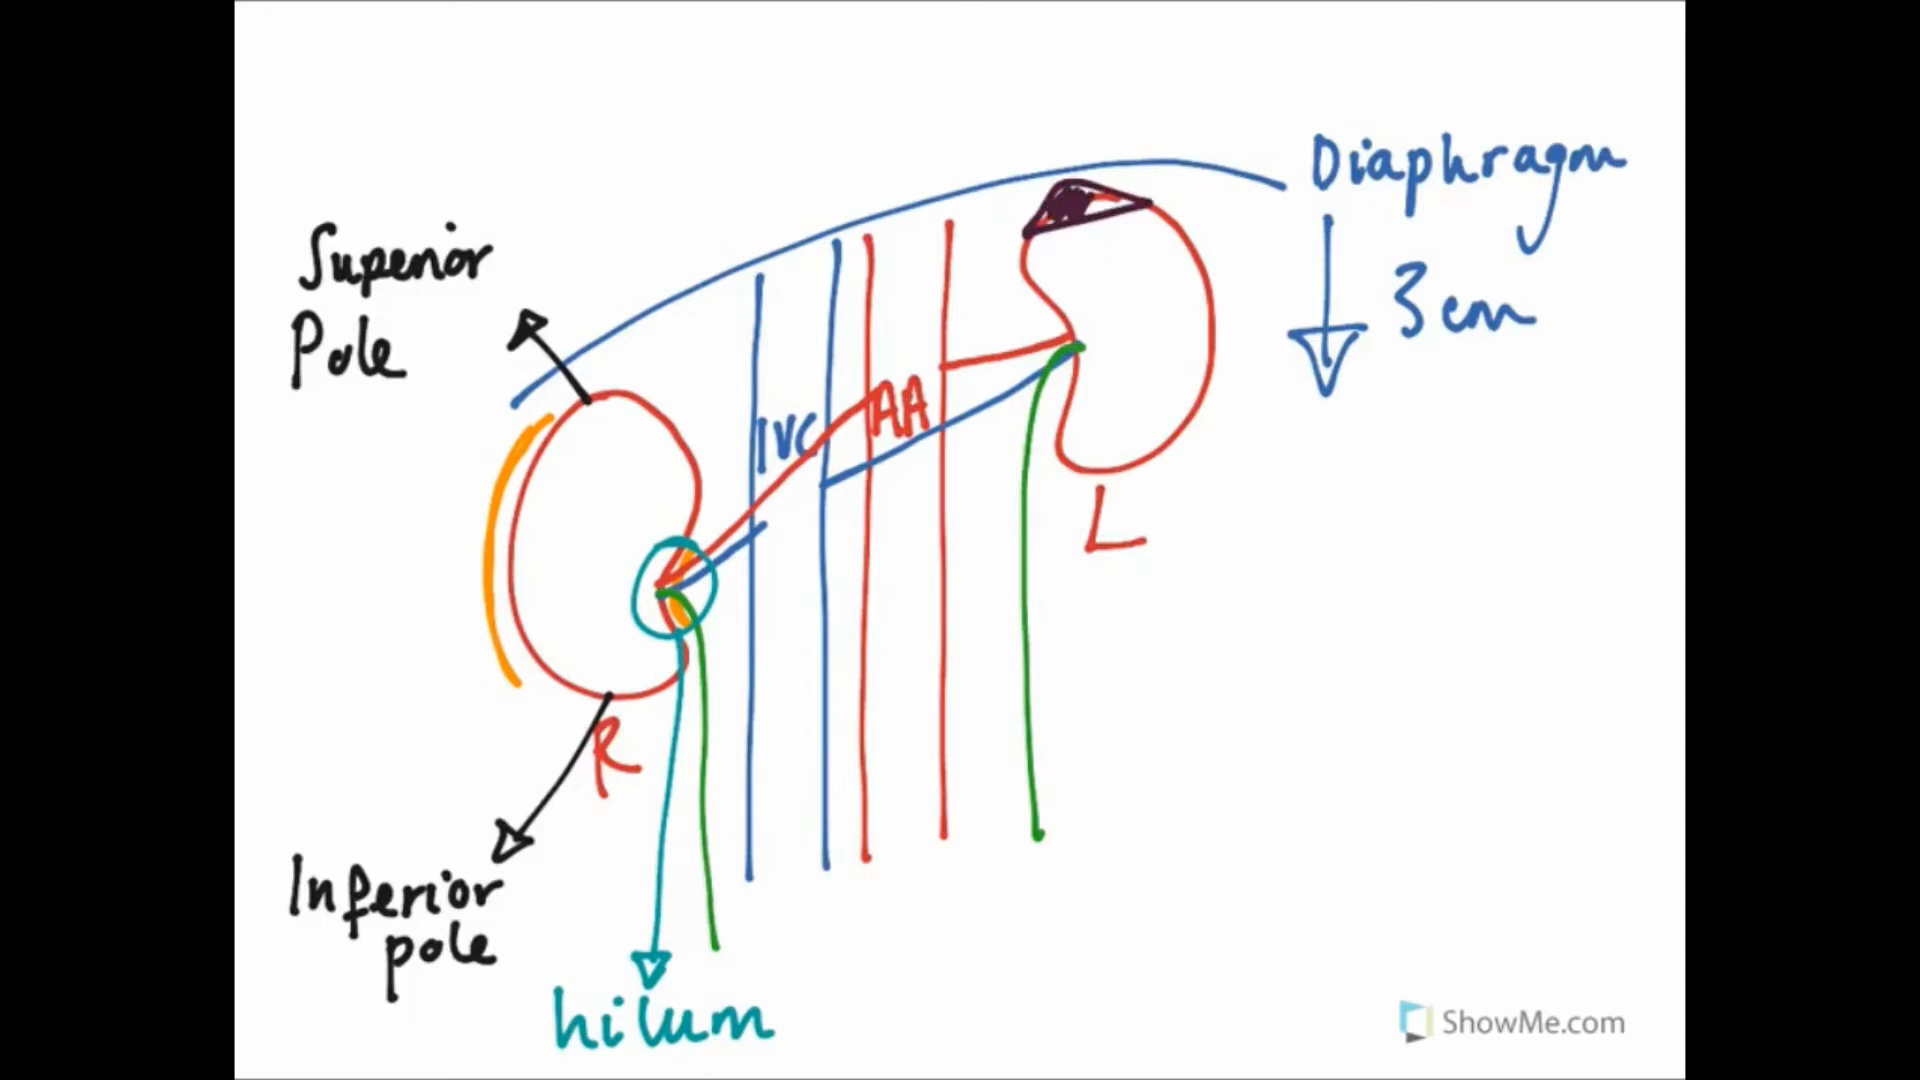 Diaphragm
3 cm
Superior
Pole
IVC
AA
L
R
Inferior
pole
hilum
ShowMe.com